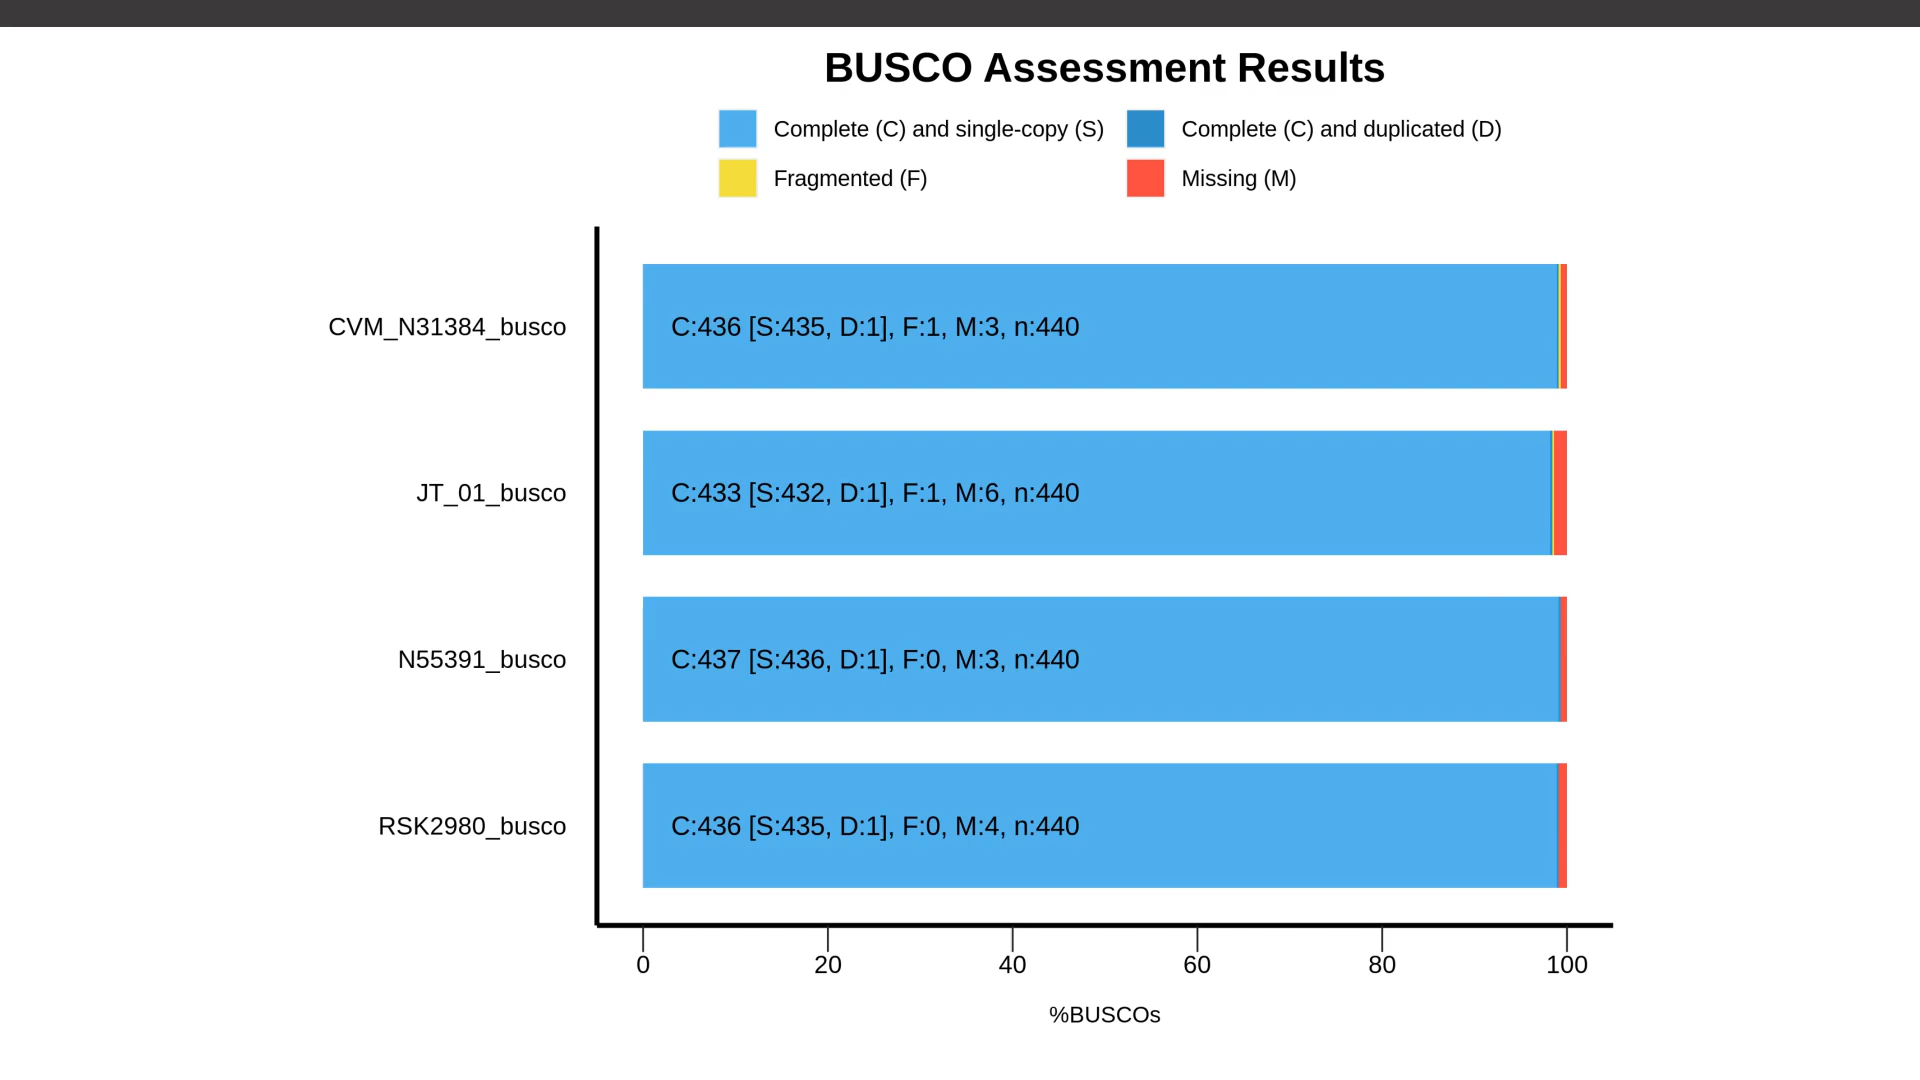 BUSCO Assessment Results
Complete (C) and single-copy (S) Complete (C) and duplicated (D)
Fragmented (F) Missing (M)
CVM_N31384_busco C:436 [S:435, D:1], F:1, M:3, n:440
JT_01_busco C:433 [S:432, D:1], F:1, M:6, n:440
N55391_busco C:437 [S:436, D:1], F:0, M:3, n:440
RSK2980_busco C:436 [S:435, D:1], F:0, M:4, n:440
0 20 40 60 80 100
%BUSCOs